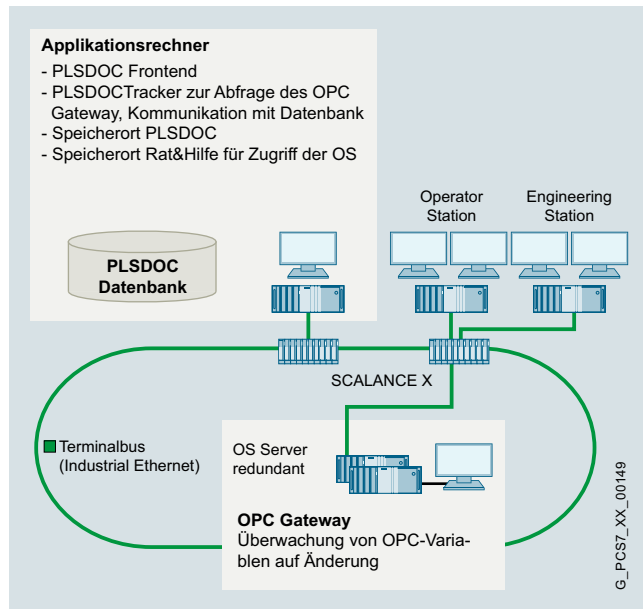 Applikationsrechner
- PLSDOC Frontend
- PLSDOCTracker zur Abfrage des OPC
Gateway, Kommunikation mit Datenbank
- Speicherort PLSDOC
- Speicherort Rat&Hilfe für Zugriff der OS
Operator
Station
Engineering
Station
PLSDOC
Datenbank
SCALANCE X
Terminalbus
(Industrial Ethernet)
OS Server
redundant
OPC Gateway
Überwachung von OPC-Varia-
blen auf Änderung
G_PCS7_XX_00149